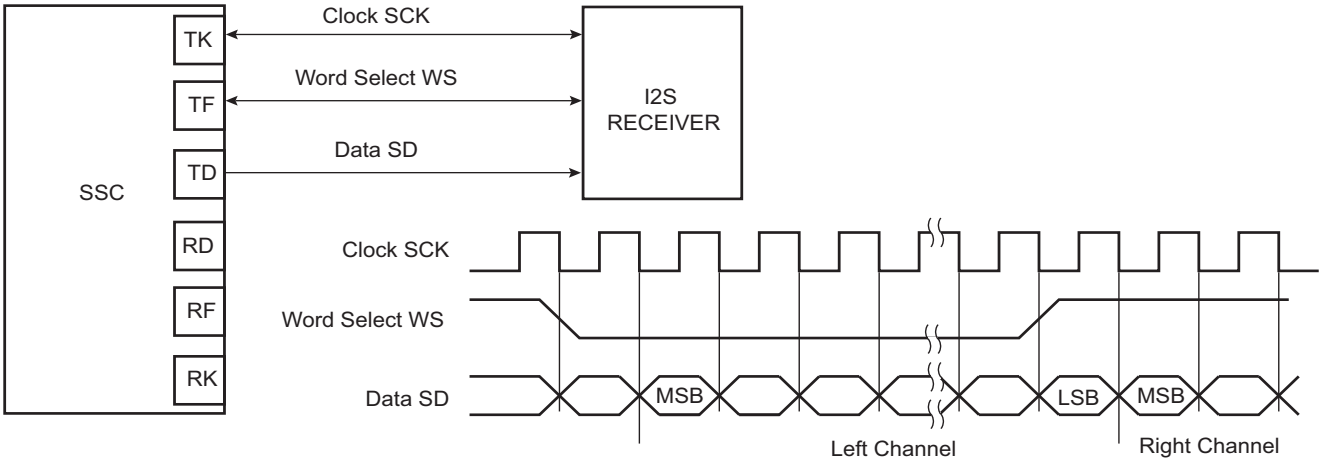 Clock SCK
TK
Word Select WS
TF
I2S
RECEIVER
Data SD
TD
SSC
RD
RF
RK
Clock SCK
Word Select WS
Data SD
MSB
LSB
MSB
Left Channel
Right Channel